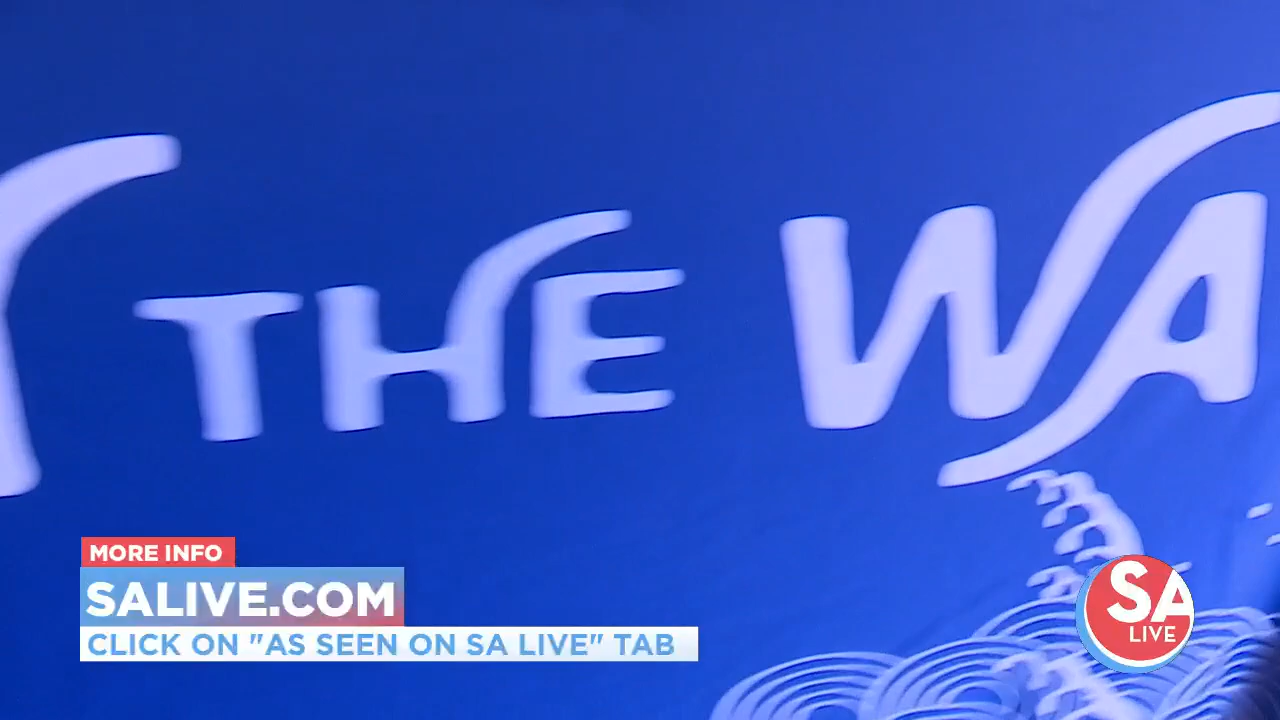 THE WA
MORE INFO
SALIVE.COM
CLICK ON "AS SEEN ON SA LIVE" TAB
SA
LIVE